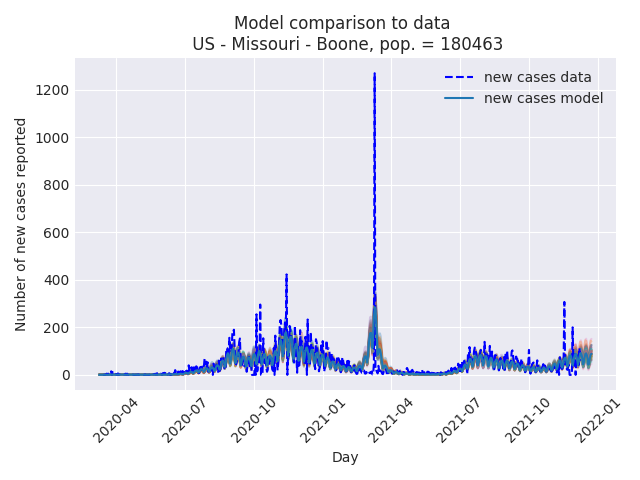 Model comparison to data
US - Missouri - Boone, pop. = 180463
new cases data
new cases model
Number of new cases reported
1200
1000
800
600
400
200
0
2020-04
2020-07
2020-10
2021-01
2021-04
2021-07
2021-10
2022-01
Day